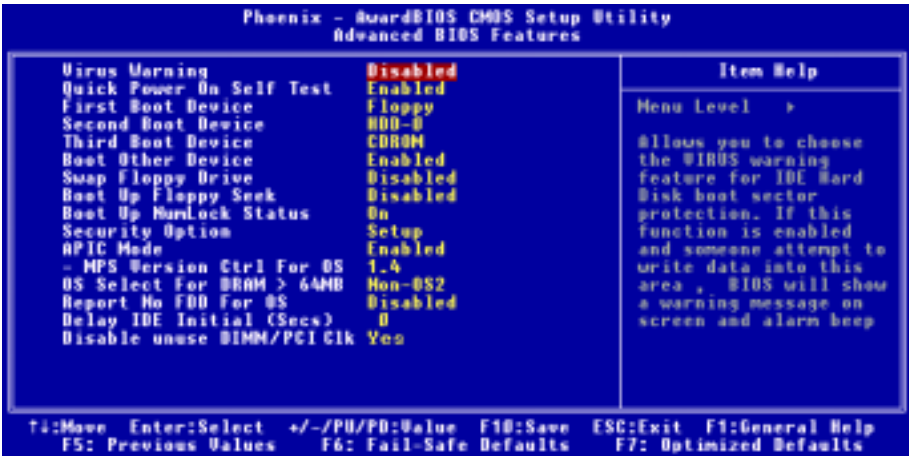 Phoenix - AwardBIOS CMOS Setup Utility
Advanced BIOS Features
Virus Warning Disabled
Quick Power On Self Test Enabled
First Boot Device Floppy
Second Boot Device HDD-0
Third Boot Device CDROM
Boot Other Device Enabled
Swap Floppy Drive Disabled
Boot Up Floppy Seek Disabled
Boot Up NumLock Status On
Security Option Setup
APIC Mode Enabled
- MPS Version Ctrl For OS 1.4
OS Select For DRAM > 64MB Non-OS2
Report No FDD For OS Disabled
Delay IDE Initial (Secs) 0
Disable unuse DIMM/PCI Clk Yes
Item Help
Menu Level ▸
Allows you to choose
the VIRUS warning
feature for IDE Hard
Disk boot sector
protection. If this
function is enabled
and someone attempt to
write data into this
area , BIOS will show
a warning message on
screen and alarm beep
↑↓:Move Enter:Select +/-/PU/PD:Value F10:Save ESC:Exit F1:General Help
F5: Previous Values F6: Fail-Safe Defaults F7: Optimized Defaults